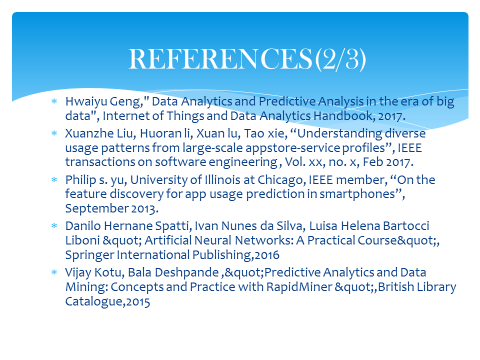 REFERENCES(2/3)
Hwaiyu Geng," Data Analytics and Predictive Analysis in the era of big
data", Internet of Things and Data Analytics Handbook, 2017.
Xuanzhe Liu, Huoran li, Xuan lu, Tao xie, “Understanding diverse
usage patterns from large-scale appstore-service profiles”, IEEE
transactions on software engineering , Vol. xx, no. x, Feb 2017.
Philip s. yu, University of Illinois at Chicago, IEEE member, “On the
feature discovery for app usage prediction in smartphones”,
September 2013.
Danilo Hernane Spatti, Ivan Nunes da Silva, Luisa Helena Bartocci
Liboni &quot; Artificial Neural Networks: A Practical Course&quot;,
Springer International Publishing,2016
Vijay Kotu, Bala Deshpande ,&quot;Predictive Analytics and Data
Mining: Concepts and Practice with RapidMiner &quot;,British Library
Catalogue,2015